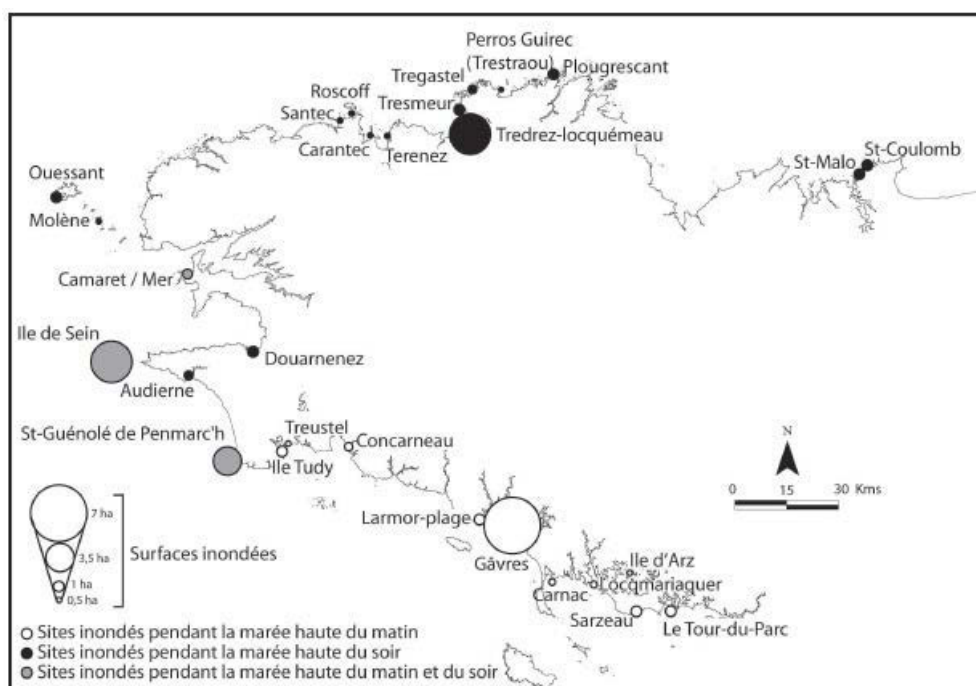 Perros Guirec
(Trestraou)
Plougrescant
Tregastel
Roscoff
Tresmeur
Santec
Tredrez-locquémeau
Carantec
Terenez
St-Coulomb
St-Malo
Ouessant
Molène
Camaret / Mer
Ile de Sein
Douarnenez
Audierne
St-Guénolé de Penmarc'h
Treustel
Concarneau
Ile Tudy
N
0 15 30 Kms
Larmor-plage
Gâvres
Ile d'Arz
Locqmariaquer
Carnac
Sarzeau
Le Tour-du-Parc
7 ha
3,5 ha
1 ha
0,5 ha
Surfaces inondées
Sites inondés pendant la marée haute du matin
Sites inondés pendant la marée haute du soir
Sites inondés pendant la marée haute du matin et du soir